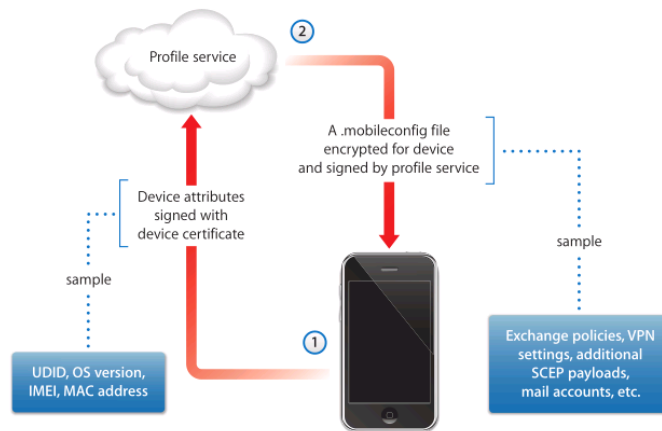 2
Profile service
A .mobileconfig file
encrypted for device
and signed by profile service
Device attributes
signed with
device certificate
sample
sample
1
UDID, OS version,
IMEI, MAC address
Exchange policies, VPN
settings, additional
SCEP payloads,
mail accounts, etc.